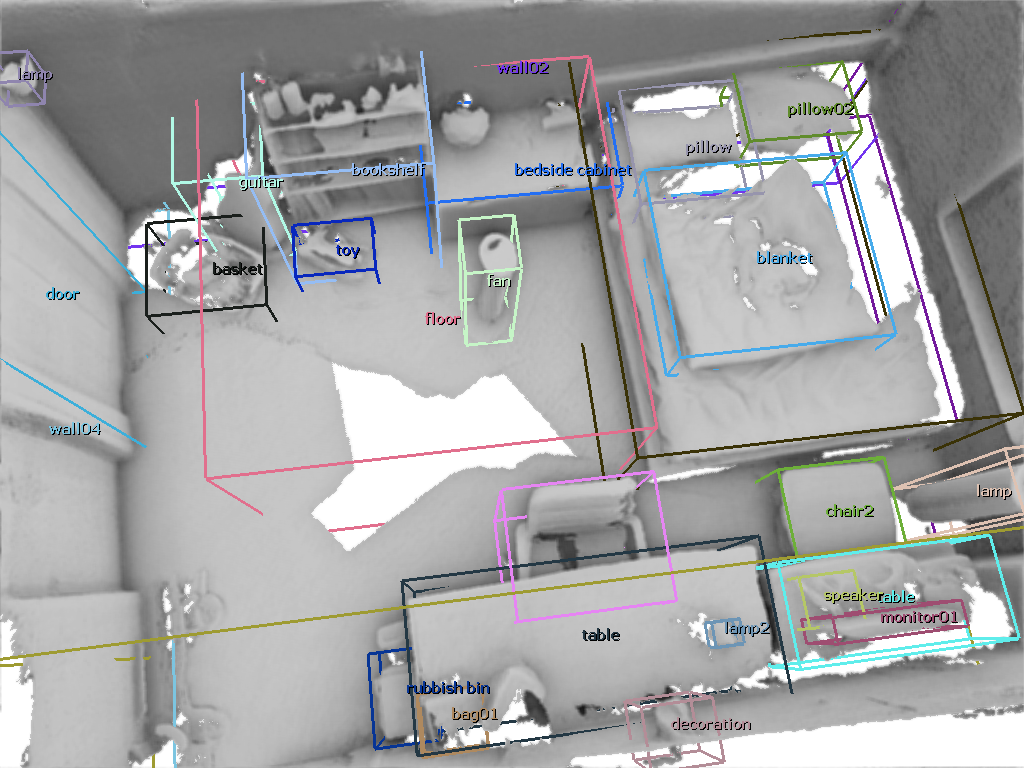 lamp
wall02
pillow02
pillow
guitar
bookshelf
bedside cabinet
toy
basket
blanket
fan
door
floor
wall04
lamp
chair2
speaker
table
monitor01
lamp2
table
rubbish bin
bag01
decoration